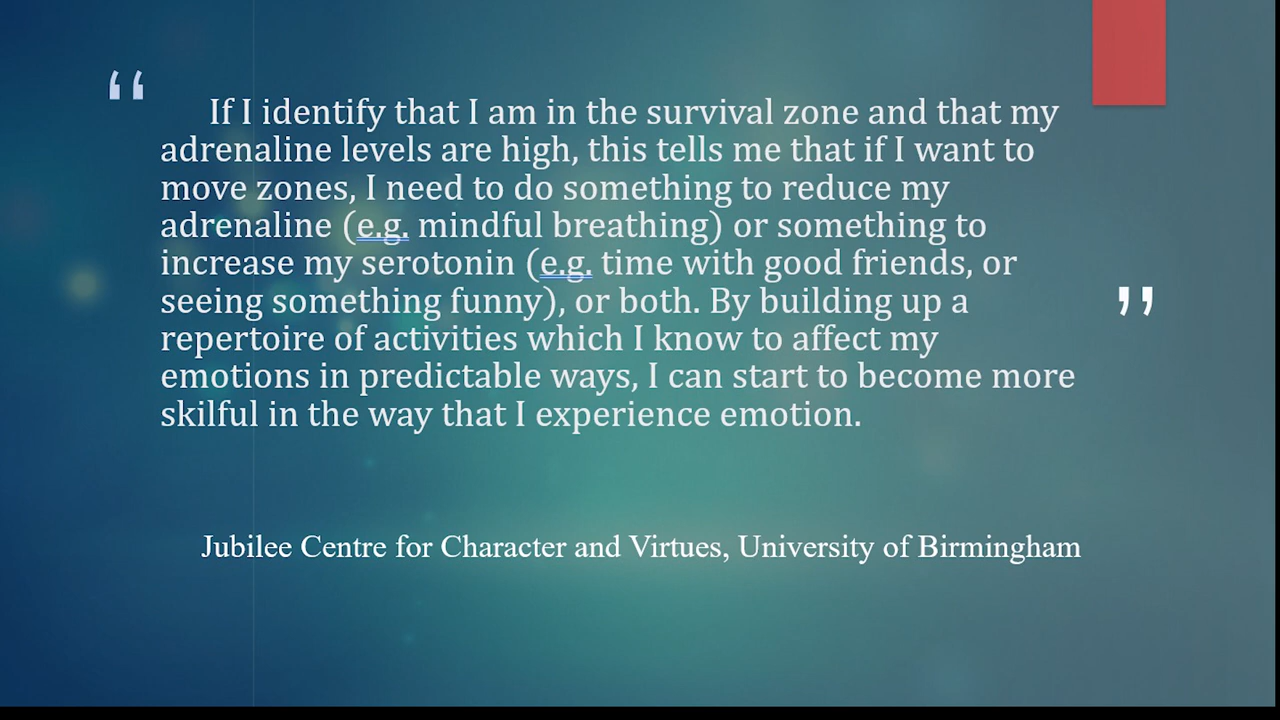 “ If I identify that I am in the survival zone and that my
adrenaline levels are high, this tells me that if I want to
move zones, I need to do something to reduce my
adrenaline (e.g. mindful breathing) or something to
increase my serotonin (e.g. time with good friends, or
seeing something funny), or both. By building up a
repertoire of activities which I know to affect my
emotions in predictable ways, I can start to become more
skilful in the way that I experience emotion. ”
Jubilee Centre for Character and Virtues, University of Birmingham